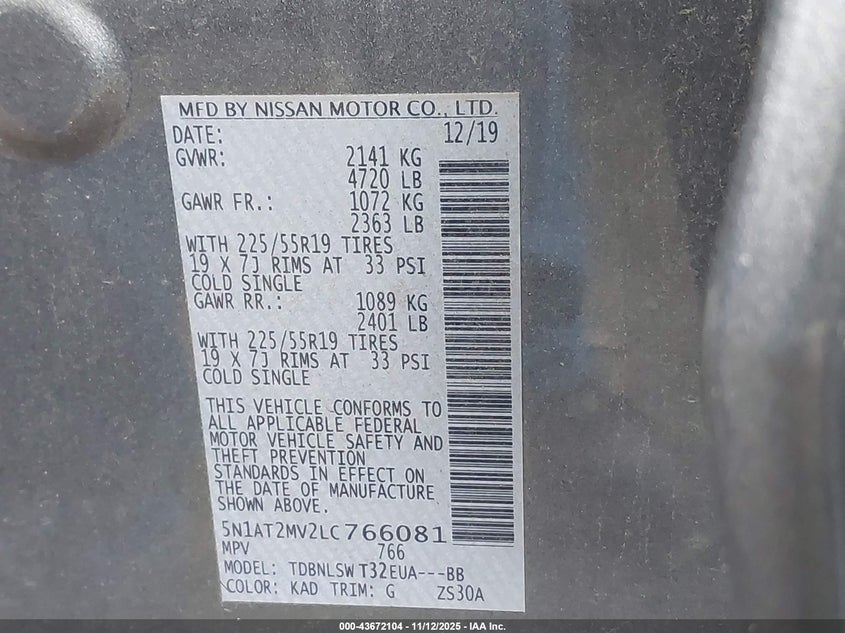 MFD BY NISSAN MOTOR CO., LTD.
DATE: 12/19
GVWR: 2141 KG
4720 LB
GAWR FR.: 1072 KG
2363 LB
WITH 225/55R19 TIRES
19 X 7J RIMS AT 33 PSI
COLD SINGLE
GAWR RR.: 1089 KG
2401 LB
WITH 225/55R19 TIRES
19 X 7J RIMS AT 33 PSI
COLD SINGLE
THIS VEHICLE CONFORMS TO
ALL APPLICABLE FEDERAL
MOTOR VEHICLE SAFETY AND
THEFT PREVENTION
STANDARDS IN EFFECT ON
THE DATE OF MANUFACTURE
SHOWN ABOVE.
5N1AT2MV2LC766081
MPV 766
MODEL: TDBNLSW T32EUA---BB
COLOR: KAD TRIM: G ZS30A
000-43672104 - 11/12/2025 - IAA Inc.